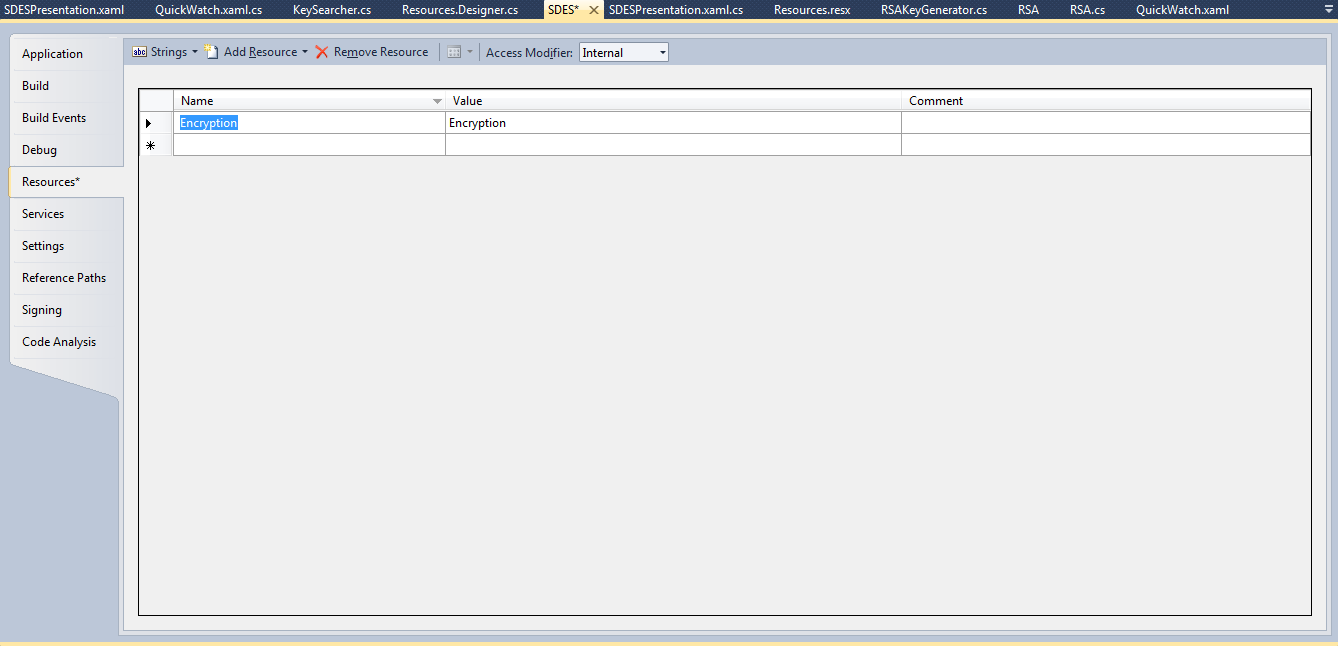 SDESPresentation.xaml QuickWatch.xaml.cs KeySearcher.cs Resources.Designer.cs SDES* SDESPresentation.xaml.cs Resources.resx RSAKeyGenerator.cs RSA RSA.cs QuickWatch.xaml
abc Strings Add Resource Remove Resource Access Modifier: Internal
Application
Build
Build Events
Debug
Resources*
Services
Settings
Reference Paths
Signing
Code Analysis
Name Value Comment
Encryption Encryption